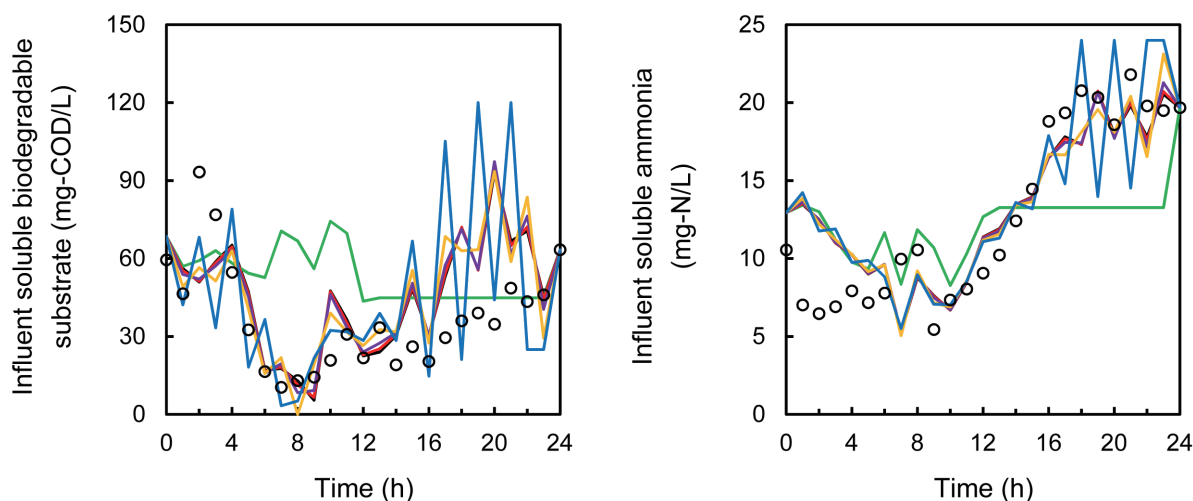 Influent soluble biodegradable
substrate (mg-COD/L)
150
120
90
60
30
0
0 4 8 12 16 20 24
Time (h)
Influent soluble ammonia
(mg-N/L)
25
20
15
10
5
0
0 4 8 12 16 20 24
Time (h)